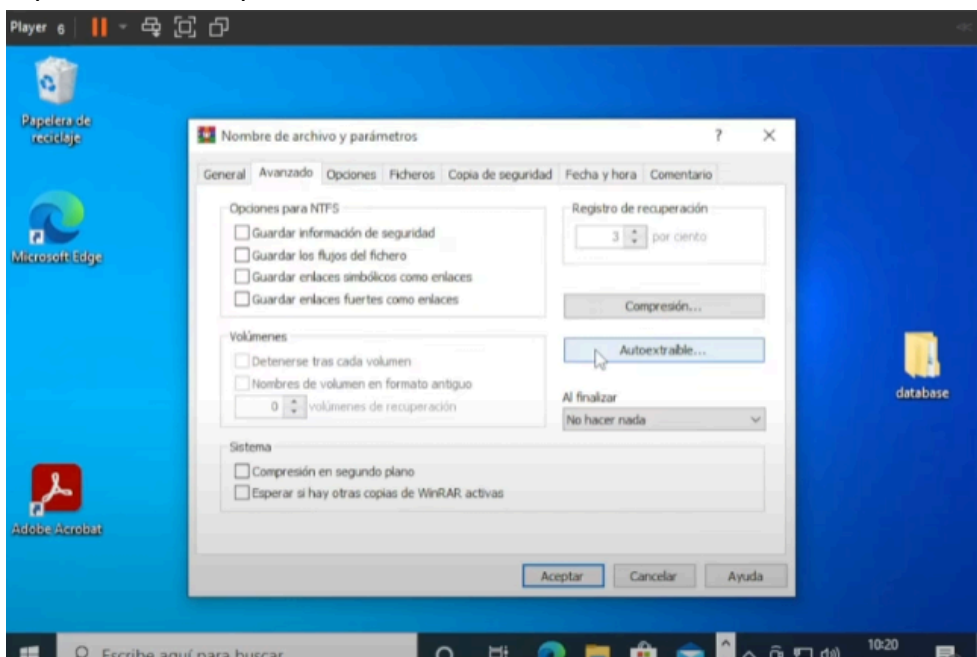 Player 6
Papelera de
reciclaje
Nombre de archivo y parámetros
General Avanzado Opciones Ficheros Copia de seguridad Fecha y hora Comentario
Opciones para NTFS
Guardar información de seguridad
Guardar los flujos del fichero
Guardar enlaces simbólicos como enlaces
Guardar enlaces fuertes como enlaces
Registro de recuperación
3 por ciento
Compresión...
Autoextraíble...
Volúmenes
Detenerse tras cada volumen
Nombres de volumen en formato antiguo
0 volúmenes de recuperación
Al finalizar
No hacer nada
Sistema
Compresión en segundo plano
Esperar si hay otras copias de WinRAR activas
Aceptar Cancelar Ayuda
Microsoft Edge
database
Adobe Acrobat
Escribe aquí para buscar
10:20